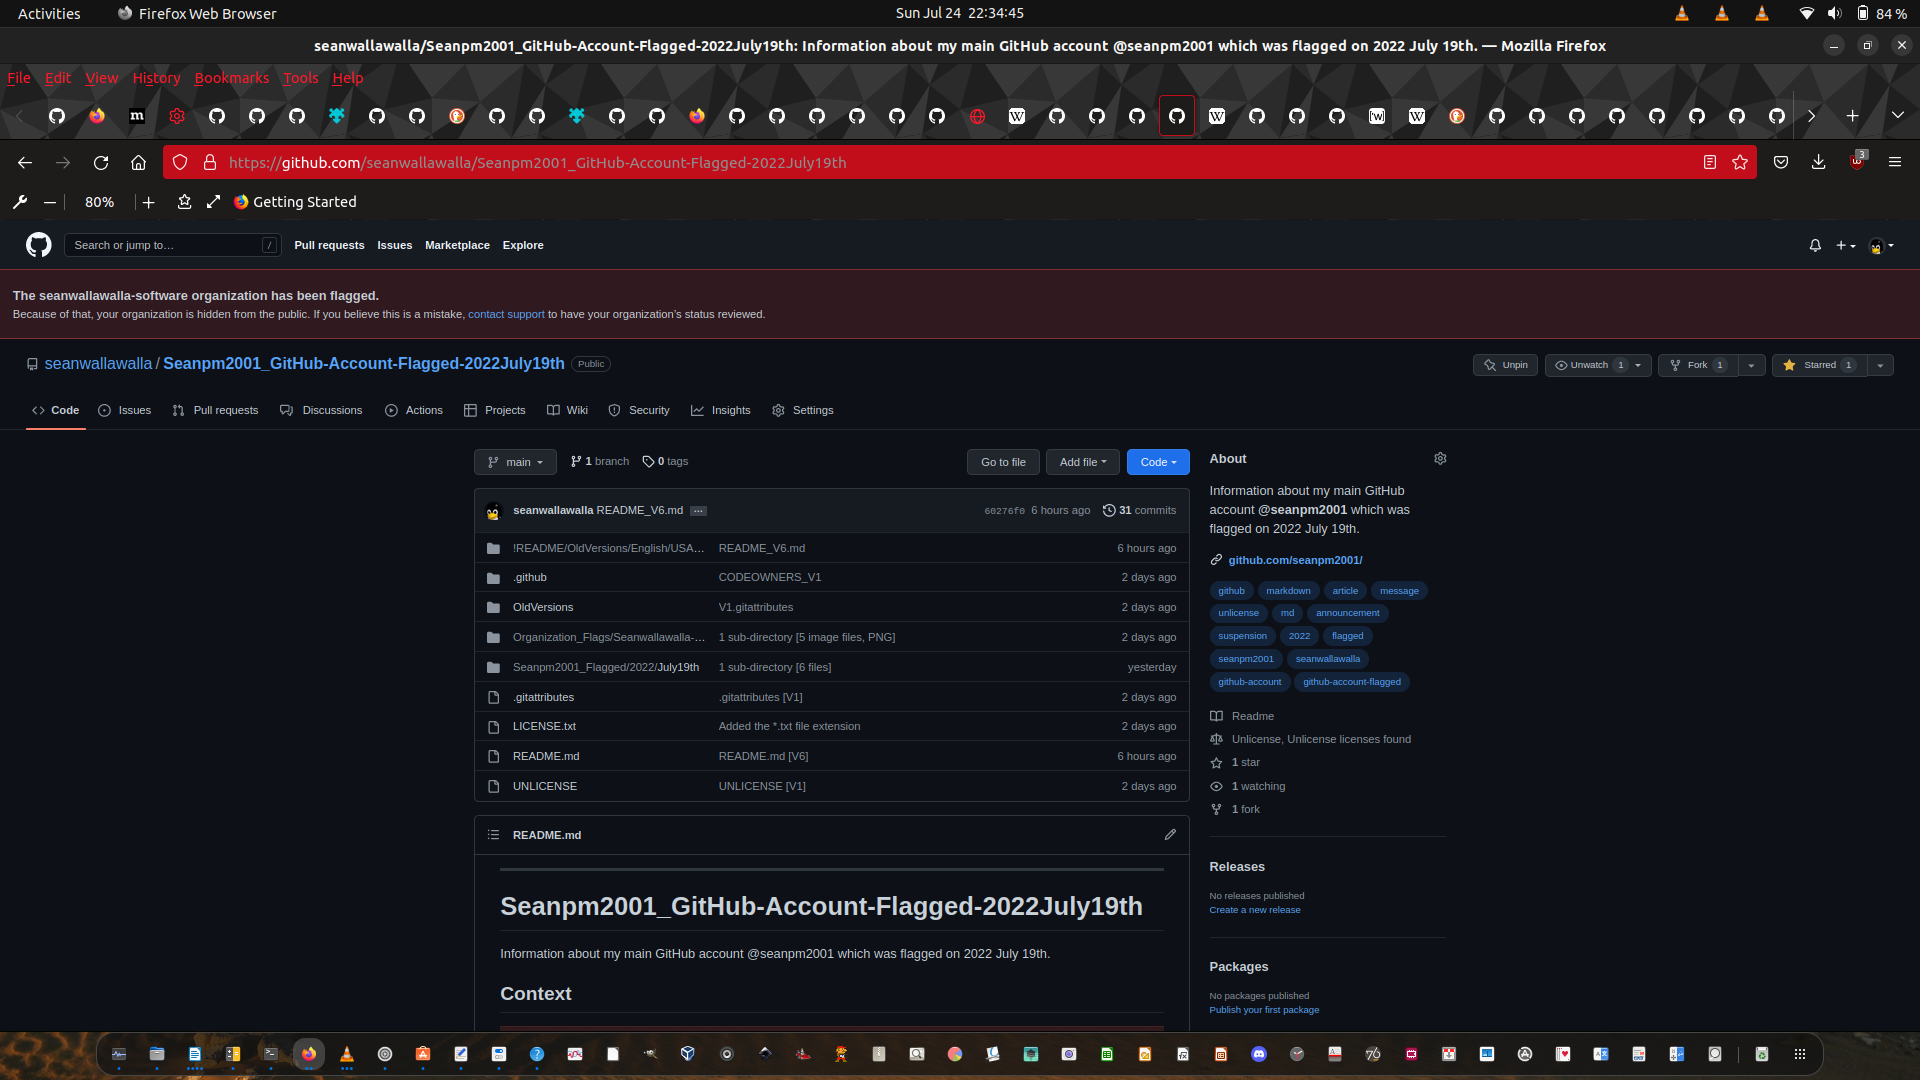 Activities
Firefox Web Browser
Sun Jul 24 22:34:45
84 %
seanwallawalla/Seanpm2001_GitHub-Account-Flagged-2022July19th: Information about my main GitHub account @seanpm2001 which was flagged on 2022 July 19th. — Mozilla Firefox
File Edit View History Bookmarks Tools Help
https://github.com/seanwallawalla/Seanpm2001_GitHub-Account-Flagged-2022July19th
3
80%
Getting Started
Search or jump to…
/
Pull requests Issues Marketplace Explore
The seanwallawalla-software organization has been flagged.
Because of that, your organization is hidden from the public. If you believe this is a mistake, contact support to have your organization's status reviewed.
seanwallawalla / Seanpm2001_GitHub-Account-Flagged-2022July19th Public
Unpin
Unwatch 1
Fork 1
Starred 1
Code Issues Pull requests Discussions Actions Projects Wiki Security Insights Settings
main
1 branch
0 tags
Go to file
Add file
Code
seanwallawalla README_V6.md ...
60276f0 6 hours ago
31 commits
!README/OldVersions/English/USA... README_V6.md 6 hours ago
.github CODEOWNERS_V1 2 days ago
OldVersions V1.gitattributes 2 days ago
Organization_Flags/Seanwallawalla-... 1 sub-directory [5 image files, PNG] 2 days ago
Seanpm2001_Flagged/2022/July19th 1 sub-directory [6 files] yesterday
.gitattributes .gitattributes [V1] 2 days ago
LICENSE.txt Added the *.txt file extension 2 days ago
README.md README.md [V6] 6 hours ago
UNLICENSE UNLICENSE [V1] 2 days ago
README.md
Seanpm2001_GitHub-Account-Flagged-2022July19th
Information about my main GitHub account @seanpm2001 which was flagged on 2022 July 19th.
Context
About
Information about my main GitHub
account @seanpm2001 which was
flagged on 2022 July 19th.
github.com/seanpm2001/
github markdown article message
unlicense md announcement
suspension 2022 flagged
seanpm2001 seanwallawalla
github-account github-account-flagged
Readme
Unlicense, Unlicense licenses found
1 star
1 watching
1 fork
Releases
No releases published
Create a new release
Packages
No packages published
Publish your first package